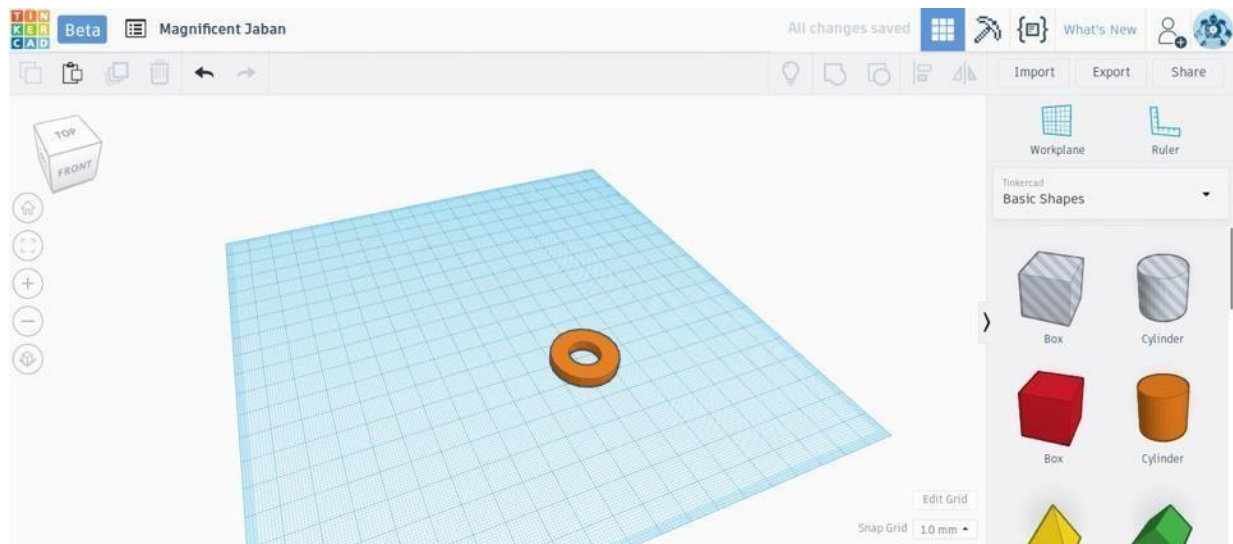 TIN
KER
CAD
Beta
Magnificent Jaban
All changes saved
What's New
Import
Export
Share
TOP
FRONT
Workplane
Ruler
Tinkercad
Basic Shapes
Box
Cylinder
Box
Cylinder
Edit Grid
Snap Grid 1.0 mm